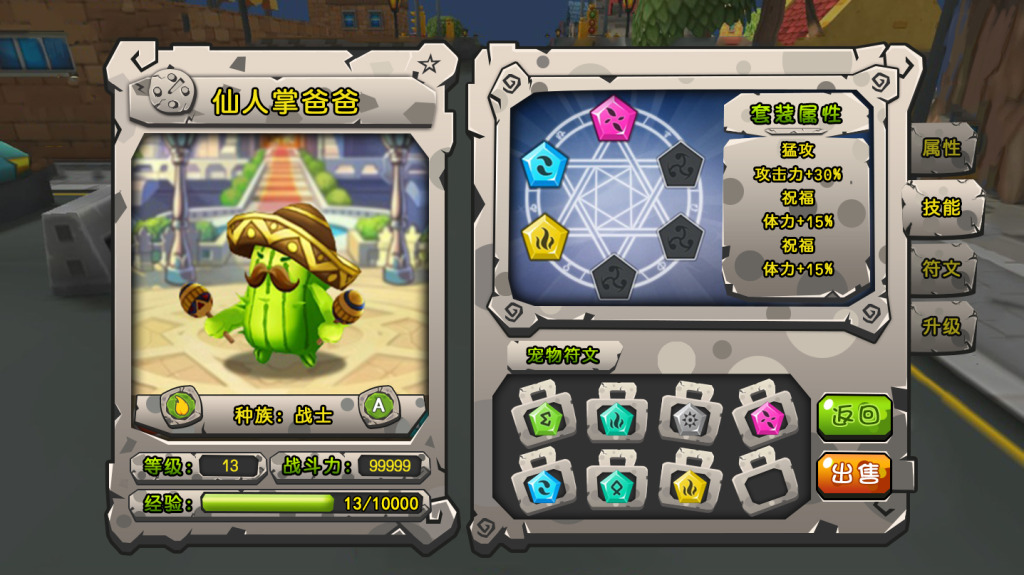 仙人掌爸爸
种族：战士
A
等级：
13
战斗力：
99999
经验：
13/10000
套装属性
猛攻
攻击力+30%
祝福
体力+15%
祝福
体力+15%
宠物符文
返回
出售
属性
技能
符文
升级